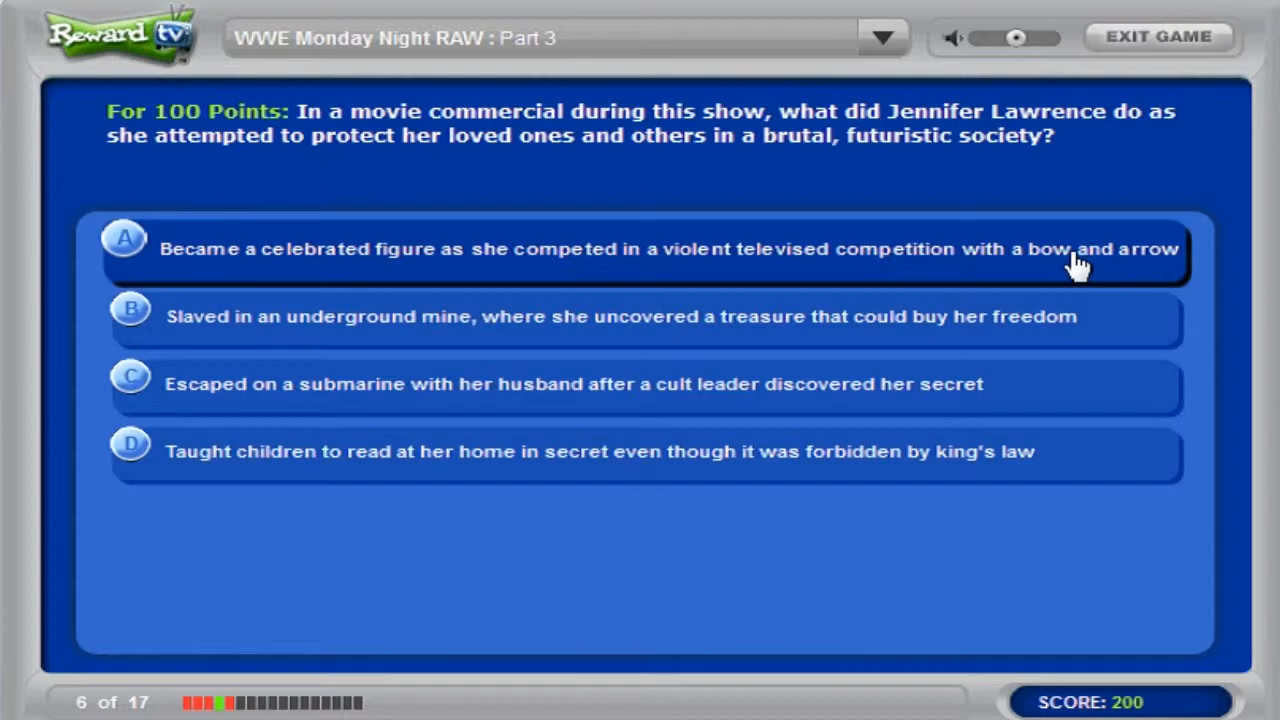 Reward tv
WWE Monday Night RAW : Part 3
EXIT GAME
For 100 Points: In a movie commercial during this show, what did Jennifer Lawrence do as
she attempted to protect her loved ones and others in a brutal, futuristic society?
A Became a celebrated figure as she competed in a violent televised competition with a bow and arrow
B Slaved in an underground mine, where she uncovered a treasure that could buy her freedom
C Escaped on a submarine with her husband after a cult leader discovered her secret
D Taught children to read at her home in secret even though it was forbidden by king's law
6 of 17
SCORE: 200